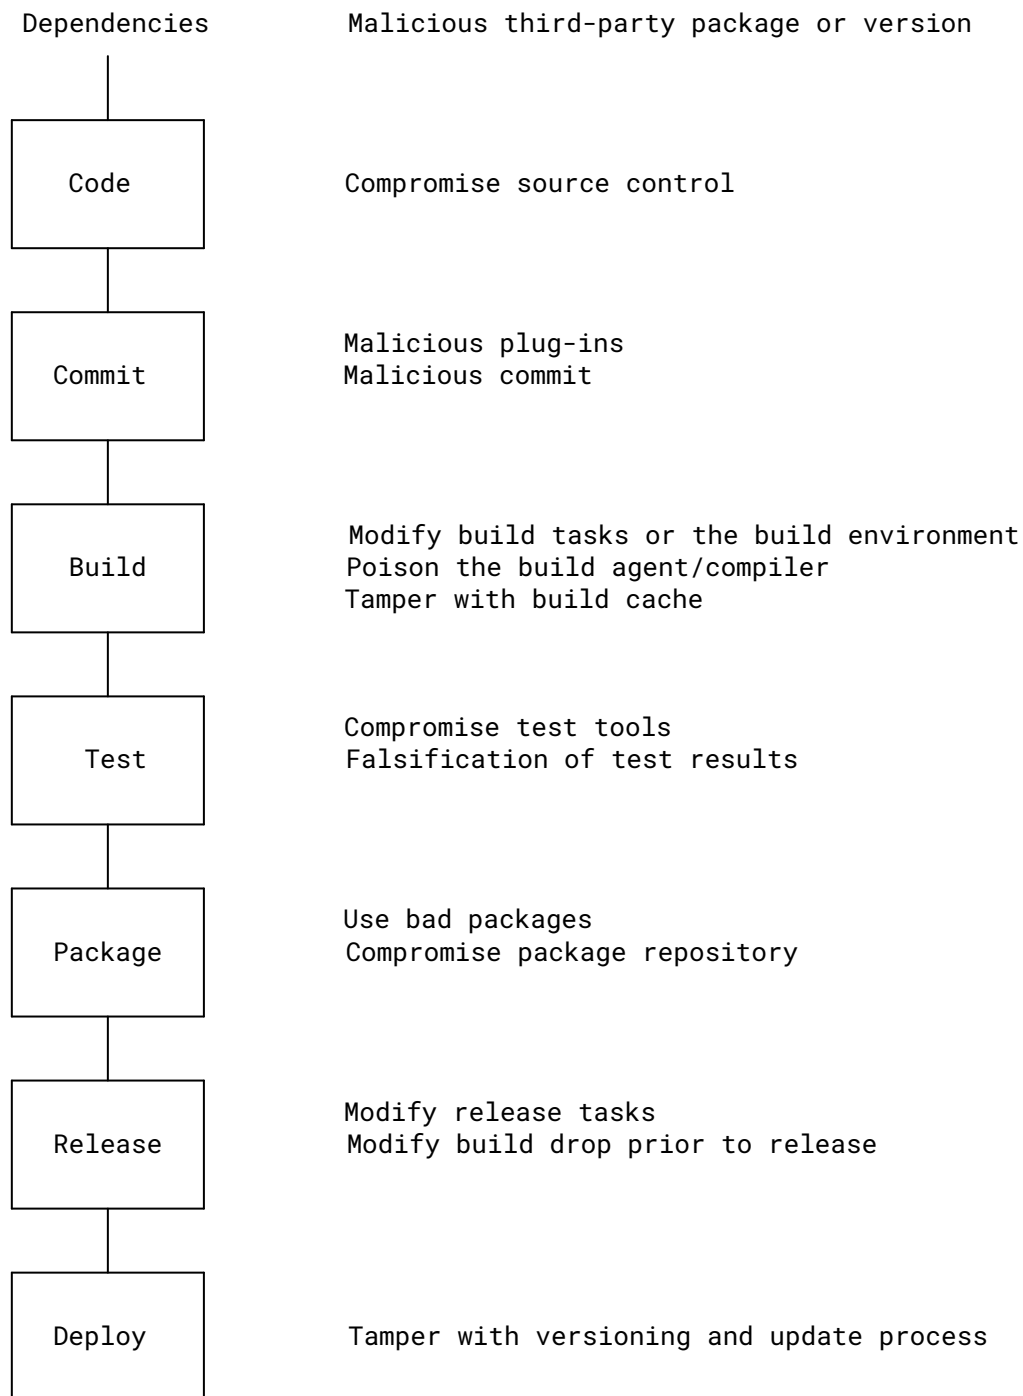 Dependencies
Malicious third-party package or version
Code
Compromise source control
Commit
Malicious plug-ins
Malicious commit
Build
Modify build tasks or the build environment
Poison the build agent/compiler
Tamper with build cache
Test
Compromise test tools
Falsification of test results
Package
Use bad packages
Compromise package repository
Release
Modify release tasks
Modify build drop prior to release
Deploy
Tamper with versioning and update process